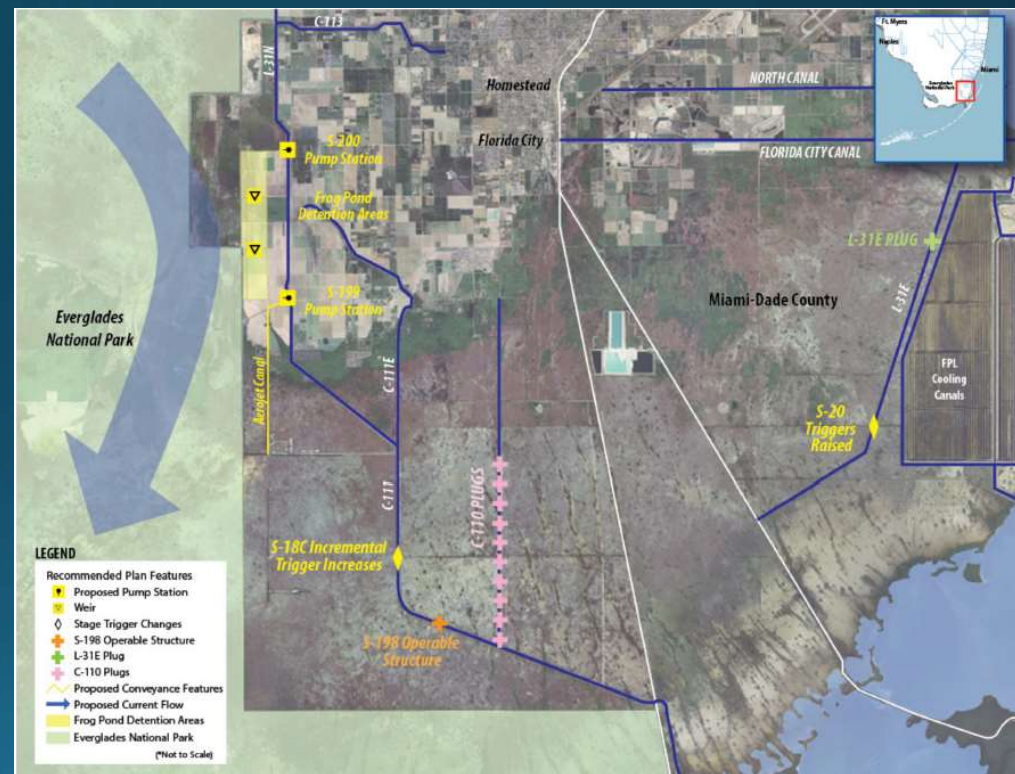 C-113
L-31N
Homestead
NORTH CANAL
Florida City
FLORIDA CITY CANAL
Ft. Myers
Naples
Miami
Everglades
National Park
S-200
Pump Station
Frog Pond
Detention Areas
S-199
Pump Station
Everglades
National Park
Aerojet Canal
C-111E
C-111
C-110 PLUGS
Miami-Dade County
L-31E PLUG
L-31E
FPL
Cooling
Canals
S-20
Triggers
Raised
S-18C Incremental
Trigger Increases
S-198 Operable
Structure
LEGEND
Recommended Plan Features
Proposed Pump Station
Weir
Stage Trigger Changes
S-198 Operable Structure
L-31E Plug
C-110 Plugs
Proposed Conveyance Features
Proposed Current Flow
Frog Pond Detention Areas
Everglades National Park
(*Not to Scale)